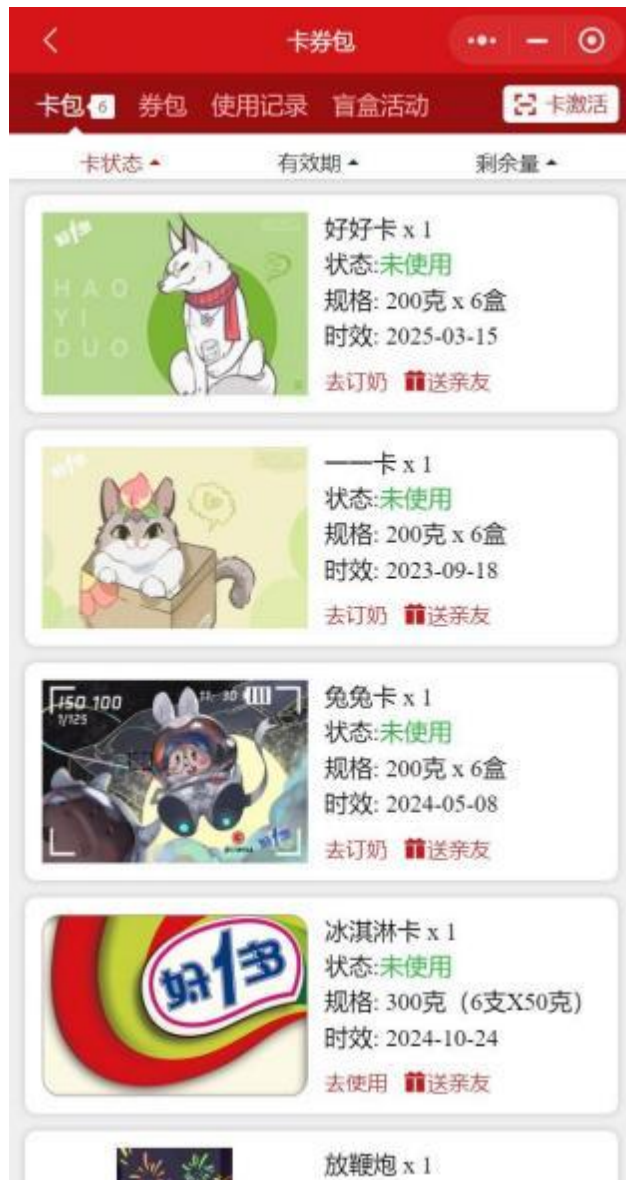 卡券包
卡包 6 券包 使用记录 盲盒活动 卡激活
卡状态 有效期 剩余量
好1多
HAO
YI
DUO
好好卡 x 1
状态:未使用
规格: 200克 x 6盒
时效: 2025-03-15
去订奶 送亲友
一一卡 x 1
状态:未使用
规格: 200克 x 6盒
时效: 2023-09-18
去订奶 送亲友
ISO 100
1/125
兔兔卡 x 1
状态:未使用
规格: 200克 x 6盒
时效: 2024-05-08
去订奶 送亲友
好1多
冰淇淋卡 x 1
状态:未使用
规格: 300克（6支X50克）
时效: 2024-10-24
去使用 送亲友
放鞭炮 x 1